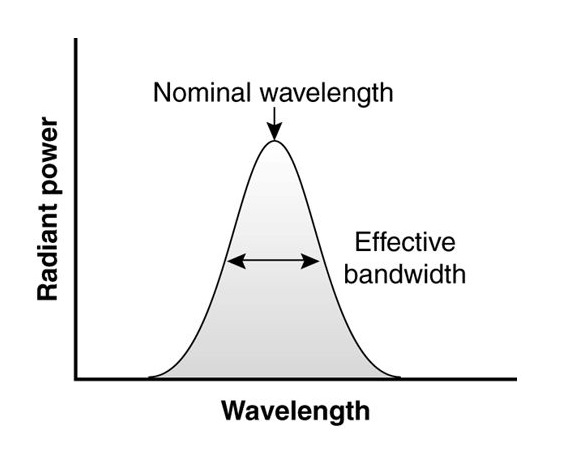 Nominal wavelength
Radiant power
Effective
bandwidth
Wavelength